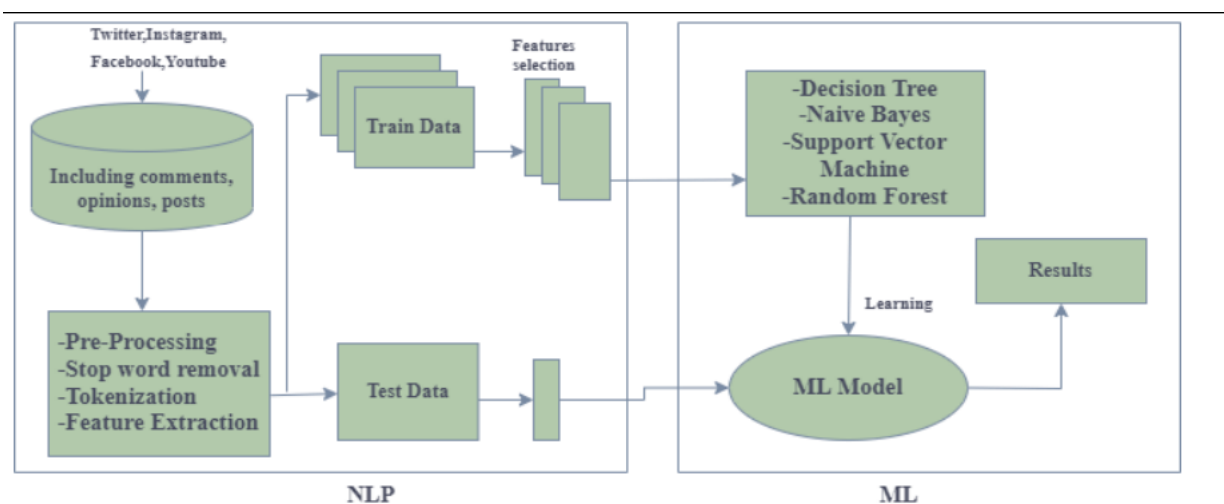 Twitter,Instagram,
Facebook,Youtube
Including comments,
opinions, posts
-Pre-Processing
-Stop word removal
-Tokenization
-Feature Extraction
Train Data
Features
selection
Test Data
NLP
-Decision Tree
-Naive Bayes
-Support Vector
Machine
-Random Forest
Learning
ML Model
Results
ML